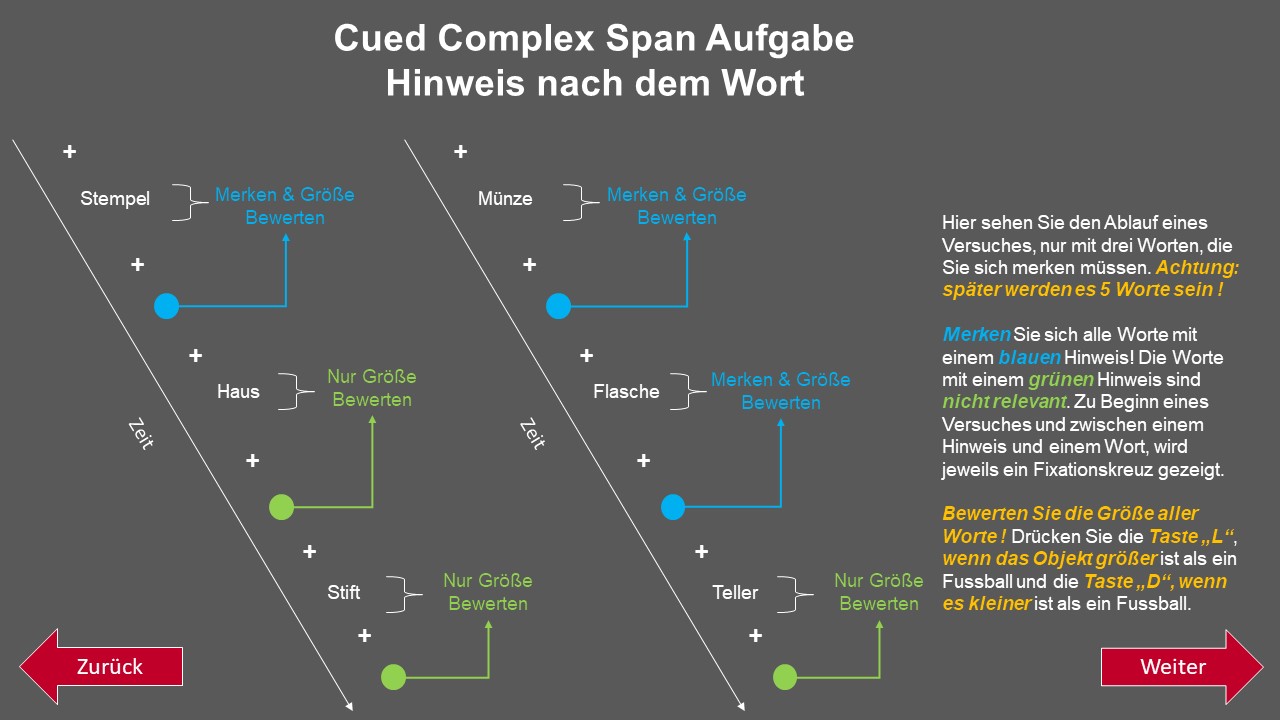 Cued Complex Span Aufgabe
Hinweis nach dem Wort
+
Stempel
Merken & Größe
Bewerten
+
+
Haus
Nur Größe
Bewerten
Zeit
+
+
Stift
Nur Größe
Bewerten
+
+
Münze
Merken & Größe
Bewerten
+
+
Flasche
Merken & Größe
Bewerten
Zeit
+
+
Teller
Nur Größe
Bewerten
+
Hier sehen Sie den Ablauf eines
Versuches, nur mit drei Worten, die
Sie sich merken müssen. Achtung:
später werden es 5 Worte sein !
Merken Sie sich alle Worte mit
einem blauen Hinweis! Die Worte
mit einem grünen Hinweis sind
nicht relevant. Zu Beginn eines
Versuches und zwischen einem
Hinweis und einem Wort, wird
jeweils ein Fixationskreuz gezeigt.
Bewerten Sie die Größe aller
Worte ! Drücken Sie die Taste „L“,
wenn das Objekt größer ist als ein
Fussball und die Taste „D“, wenn
es kleiner ist als ein Fussball.
Zurück
Weiter